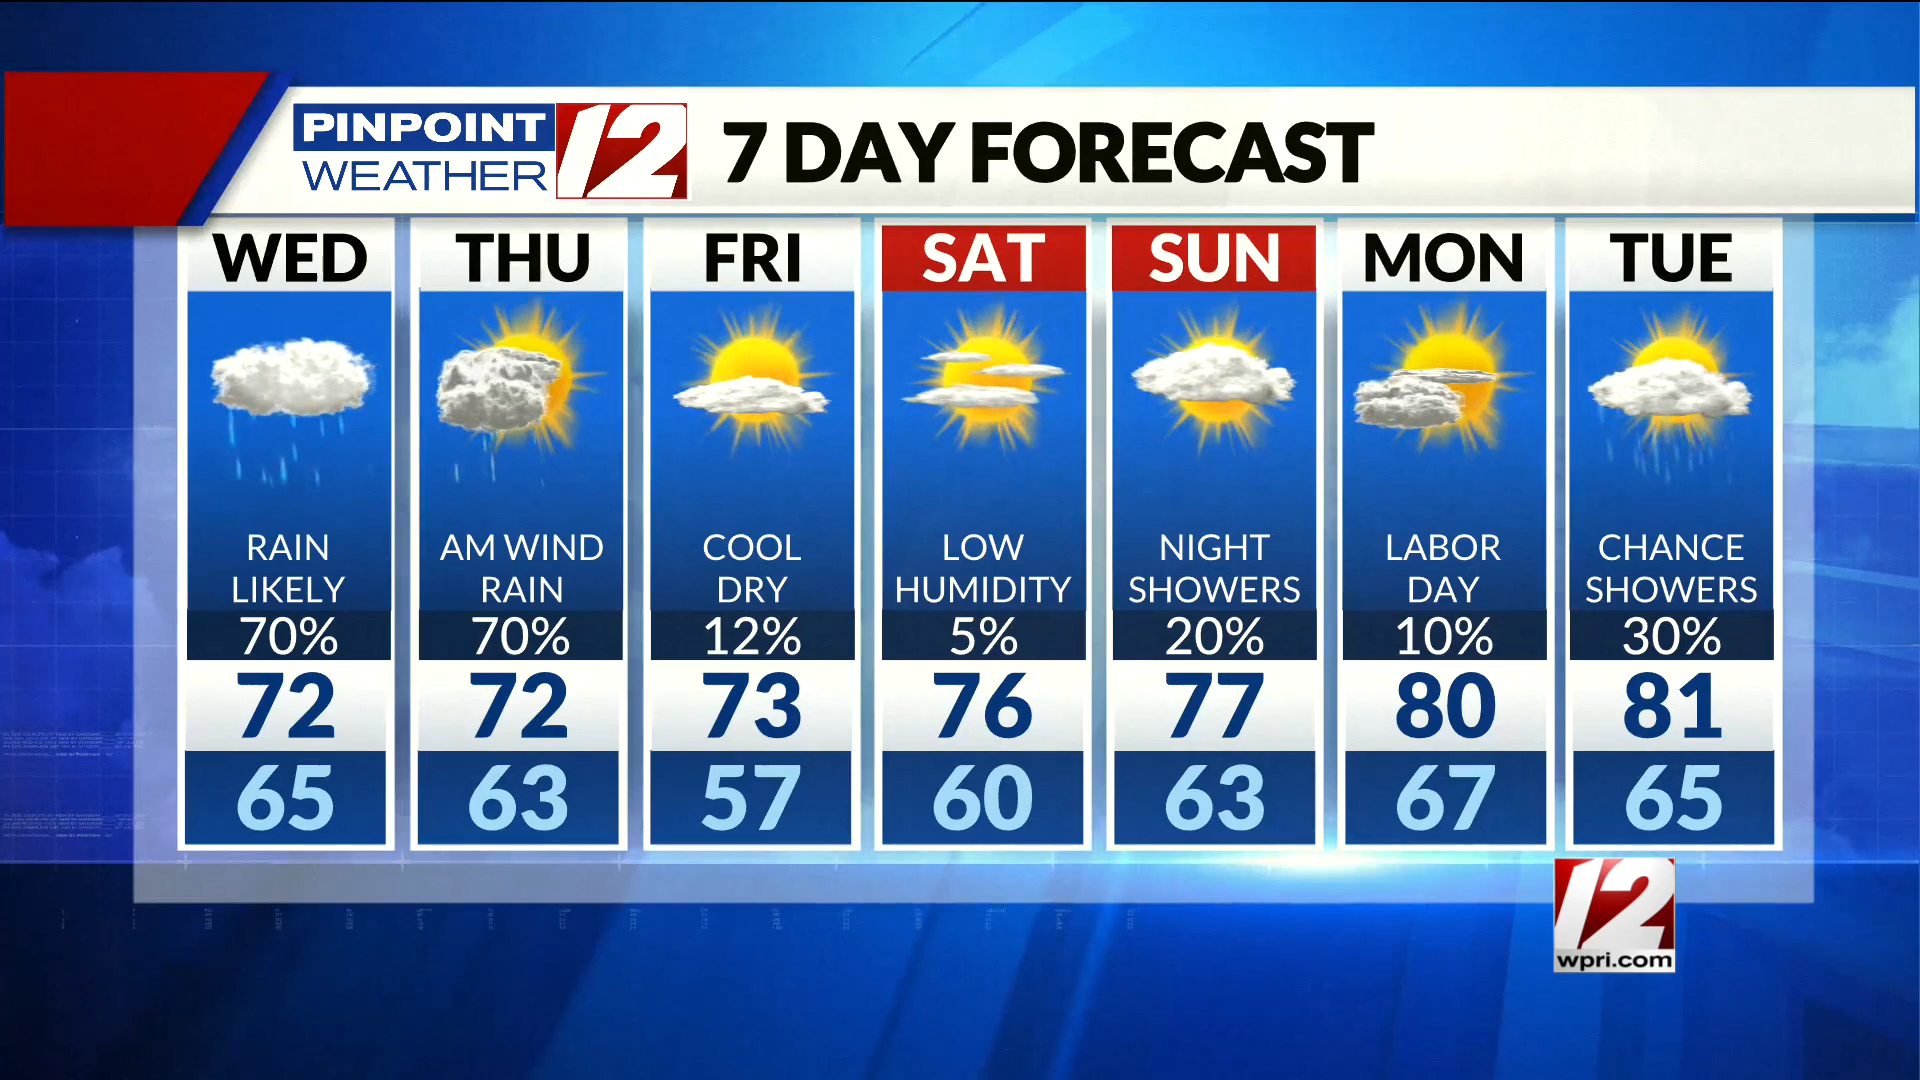 PINPOINT
WEATHER
12
7 DAY FORECAST
WED
THU
FRI
SAT
SUN
MON
TUE
RAIN
LIKELY
70%
72
65
AM WIND
RAIN
70%
72
63
COOL
DRY
12%
73
57
LOW
HUMIDITY
5%
76
60
NIGHT
SHOWERS
20%
77
63
LABOR
DAY
10%
80
67
CHANCE
SHOWERS
30%
81
65
12
wpri.com